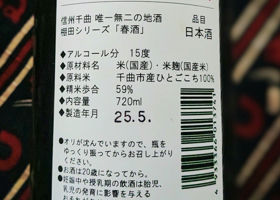 信州千曲 唯一無二の地酒
堀田シリーズ「春酒」
品目
日本酒
◆アルコール分 15度
◆原材料名 米(国産)・米麹(国産米)
◆原料米 千曲市産ひとごこち100%
◆精米歩合 59%
◆内容量 720ml
◆製造年月 25.5.
●オリが沈んでいますので、瓶を
ゆっくり振ってからお召し上がり
ください。
●お酒は20歳になってから。
●妊娠中や授乳期の飲酒は胎児、
乳児の発育に影響を与える